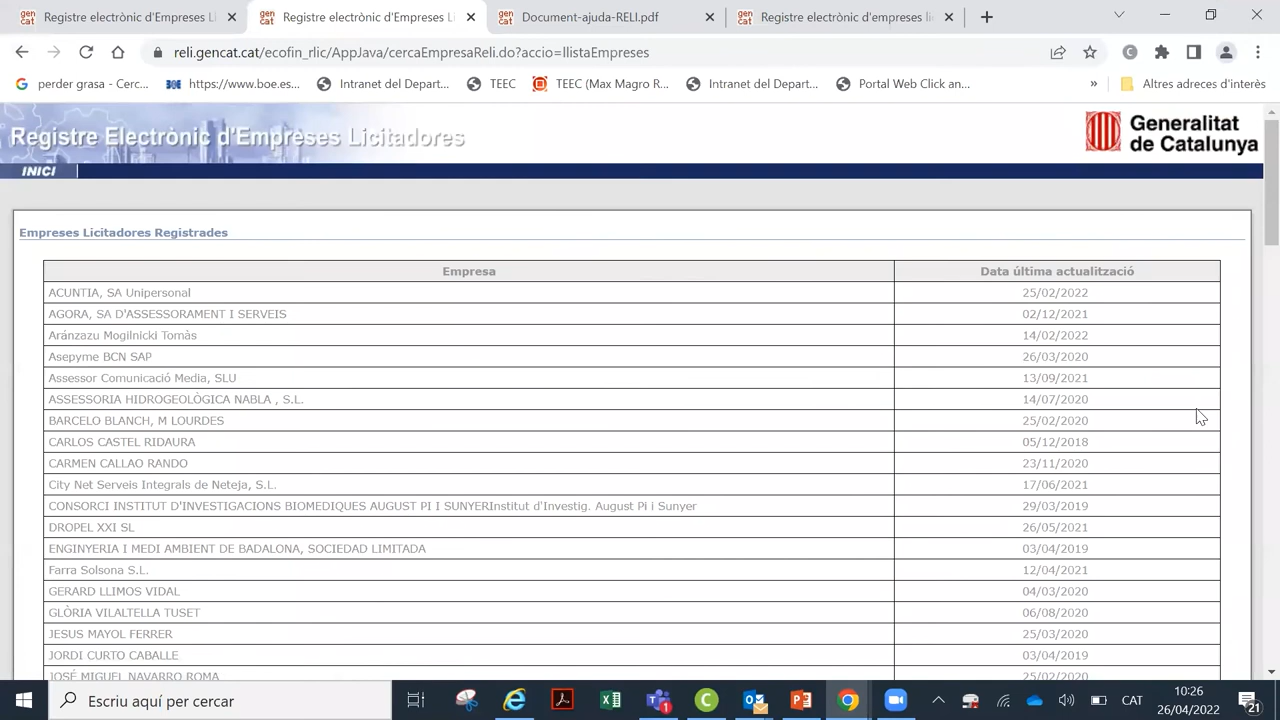 Registre electrònic d'Empreses Li
Registre electrònic d'Empreses Li
Document-ajuda-RELI.pdf
Registre electrònic d'empreses lic
reli.gencat.cat/ecofin_rlic/AppJava/cercaEmpresaReli.do?accio=llistaEmpreses
perder grasa - Cerc...
https://www.boe.es...
Intranet del Depart...
TEEC
TEEC (Max Magro R...
Intranet del Depart...
Portal Web Click an...
»
Altres adreces d'interès
Registre Electrònic d'Empreses Licitadores
Generalitat
de Catalunya
INICI
Empreses Licitadores Registrades
Empresa Data última actualització
ACUNTIA, SA Unipersonal 25/02/2022
AGORA, SA D'ASSESSORAMENT I SERVEIS 02/12/2021
Aránzazu Mogilnicki Tomàs 14/02/2022
Asepyme BCN SAP 26/03/2020
Assessor Comunicació Media, SLU 13/09/2021
ASSESSORIA HIDROGEOLÒGICA NABLA , S.L. 14/07/2020
BARCELO BLANCH, M LOURDES 25/02/2020
CARLOS CASTEL RIDAURA 05/12/2018
CARMEN CALLAO RANDO 23/11/2020
City Net Serveis Integrals de Neteja, S.L. 17/06/2021
CONSORCI INSTITUT D'INVESTIGACIONS BIOMEDIQUES AUGUST PI I SUNYERInstitut d'Investig. August Pi i Sunyer 29/03/2019
DROPEL XXI SL 26/05/2021
ENGINYERIA I MEDI AMBIENT DE BADALONA, SOCIEDAD LIMITADA 03/04/2019
Farra Solsona S.L. 12/04/2021
GERARD LLIMOS VIDAL 04/03/2020
GLÒRIA VILALTELLA TUSET 06/08/2020
JESUS MAYOL FERRER 25/03/2020
JORDI CURTO CABALLE 03/04/2019
JOSÉ MIGUEL NAVARRO ROMA 25/02/2020
Escriu aquí per cercar
CAT
10:26
26/04/2022
21